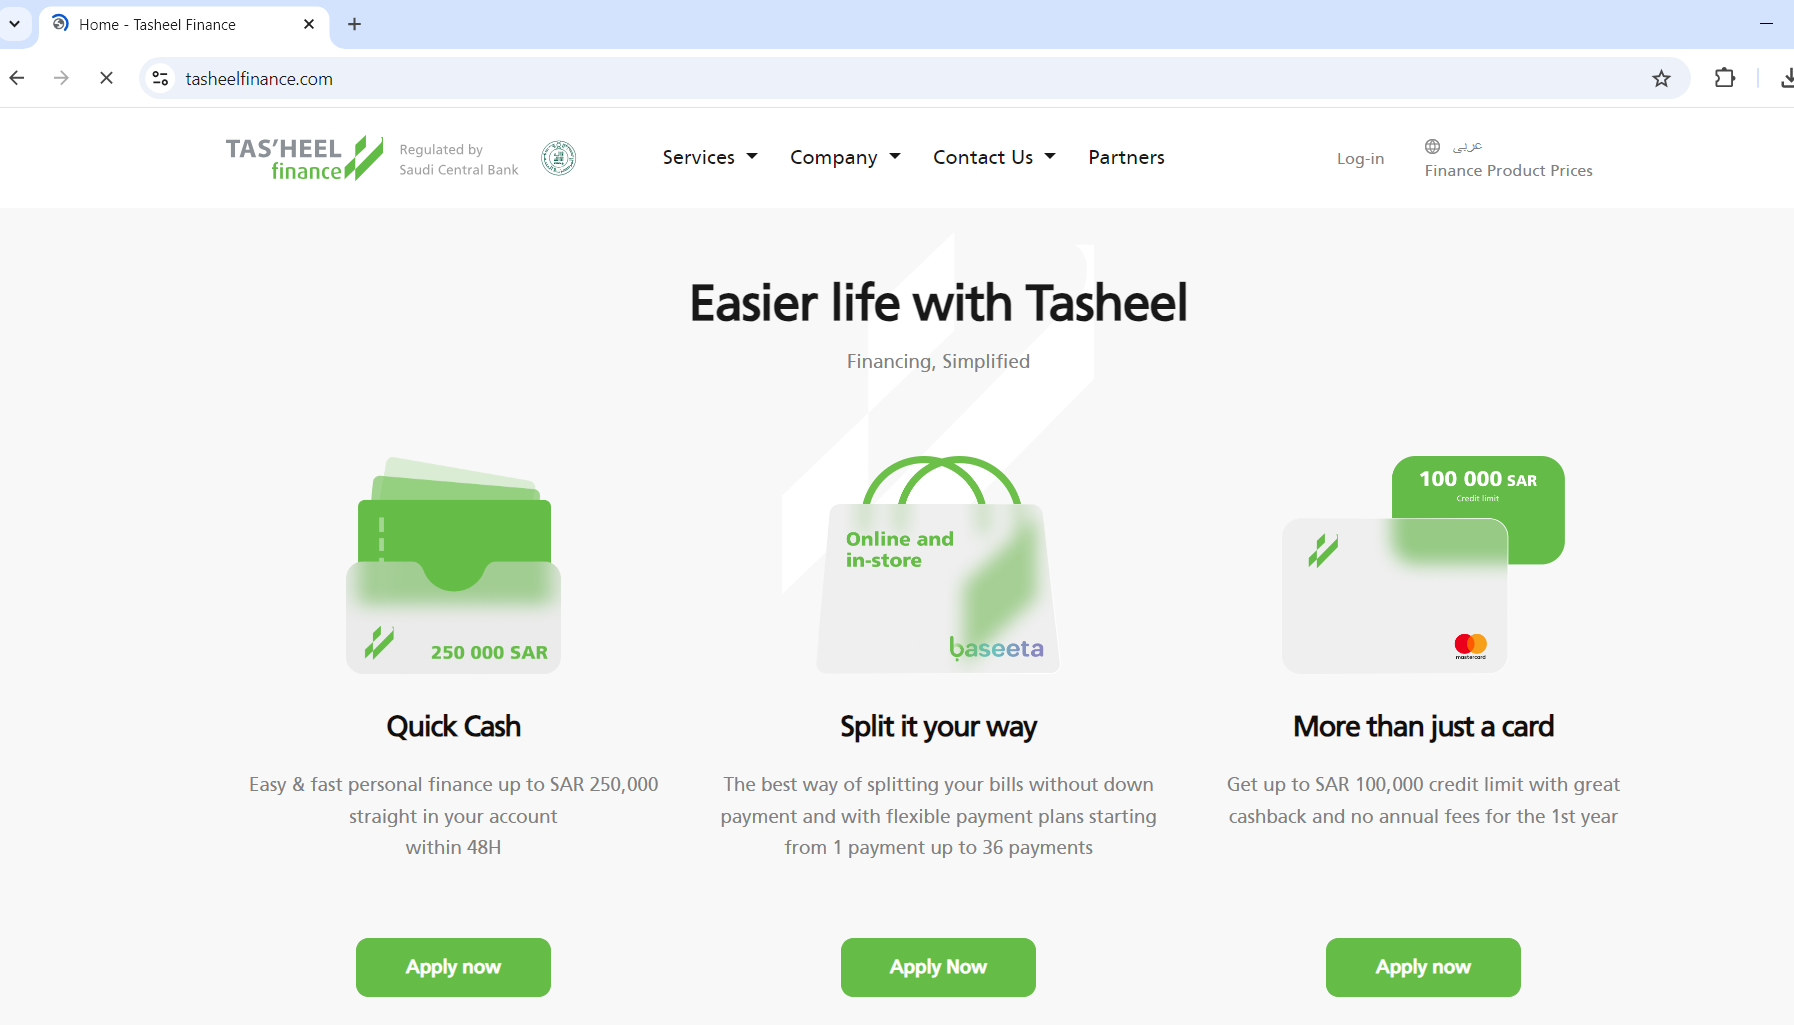 Home - Tasheel Finance
tasheelfinance.com
TAS'HEEL
finance
Regulated by
Saudi Central Bank
Services
Company
Contact Us
Partners
Log-in
عربى
Finance Product Prices
Easier life with Tasheel
Financing, Simplified
250 000 SAR
Online and
in-store
baseeta
100 000 SAR
Credit limit
mastercard
Quick Cash
Easy & fast personal finance up to SAR 250,000
straight in your account
within 48H
Apply now
Split it your way
The best way of splitting your bills without down
payment and with flexible payment plans starting
from 1 payment up to 36 payments
Apply Now
More than just a card
Get up to SAR 100,000 credit limit with great
cashback and no annual fees for the 1st year
Apply now